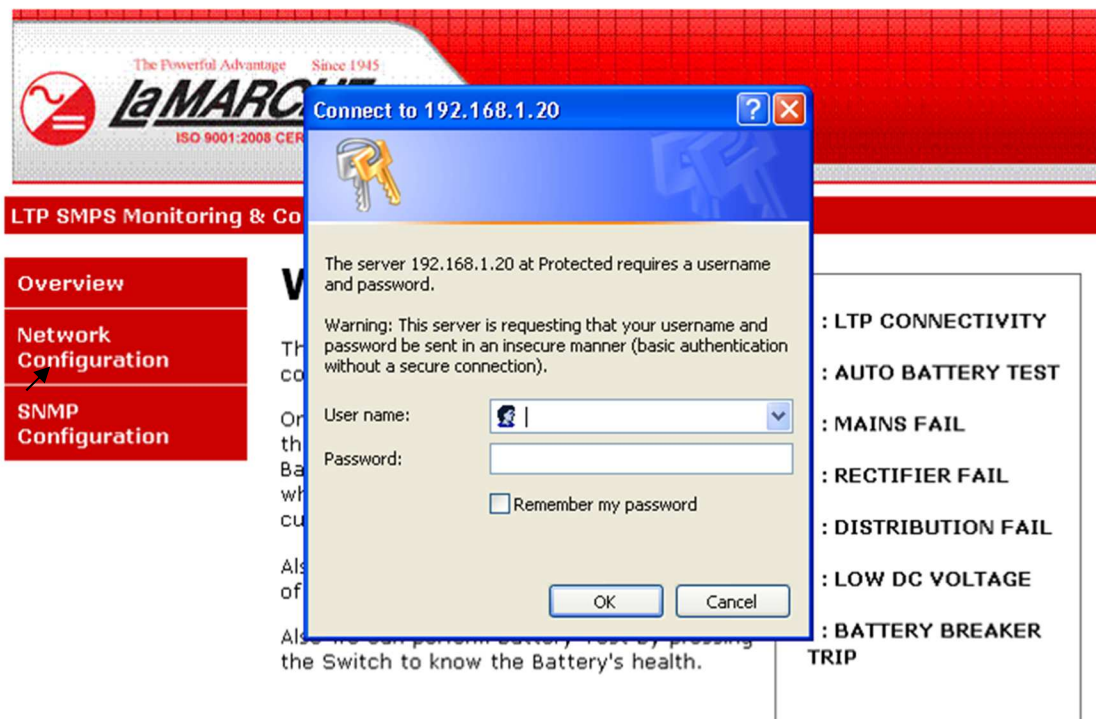 The Powerful Advantage Since 1945
ISO 9001:2008 CER
LTP SMPS Monitoring & Co
Overview
Network
Configuration
SNMP
Configuration
W
Th
co
On
th
Ba
wh
cu
Als
of
Als
the Switch to know the Battery's health.
Connect to 192.168.1.20
The server 192.168.1.20 at Protected requires a username
and password.
Warning: This server is requesting that your username and
password be sent in an insecure manner (basic authentication
without a secure connection).
User name:
Password:
Remember my password
OK
Cancel
: LTP CONNECTIVITY
: AUTO BATTERY TEST
: MAINS FAIL
: RECTIFIER FAIL
: DISTRIBUTION FAIL
: LOW DC VOLTAGE
: BATTERY BREAKER
TRIP